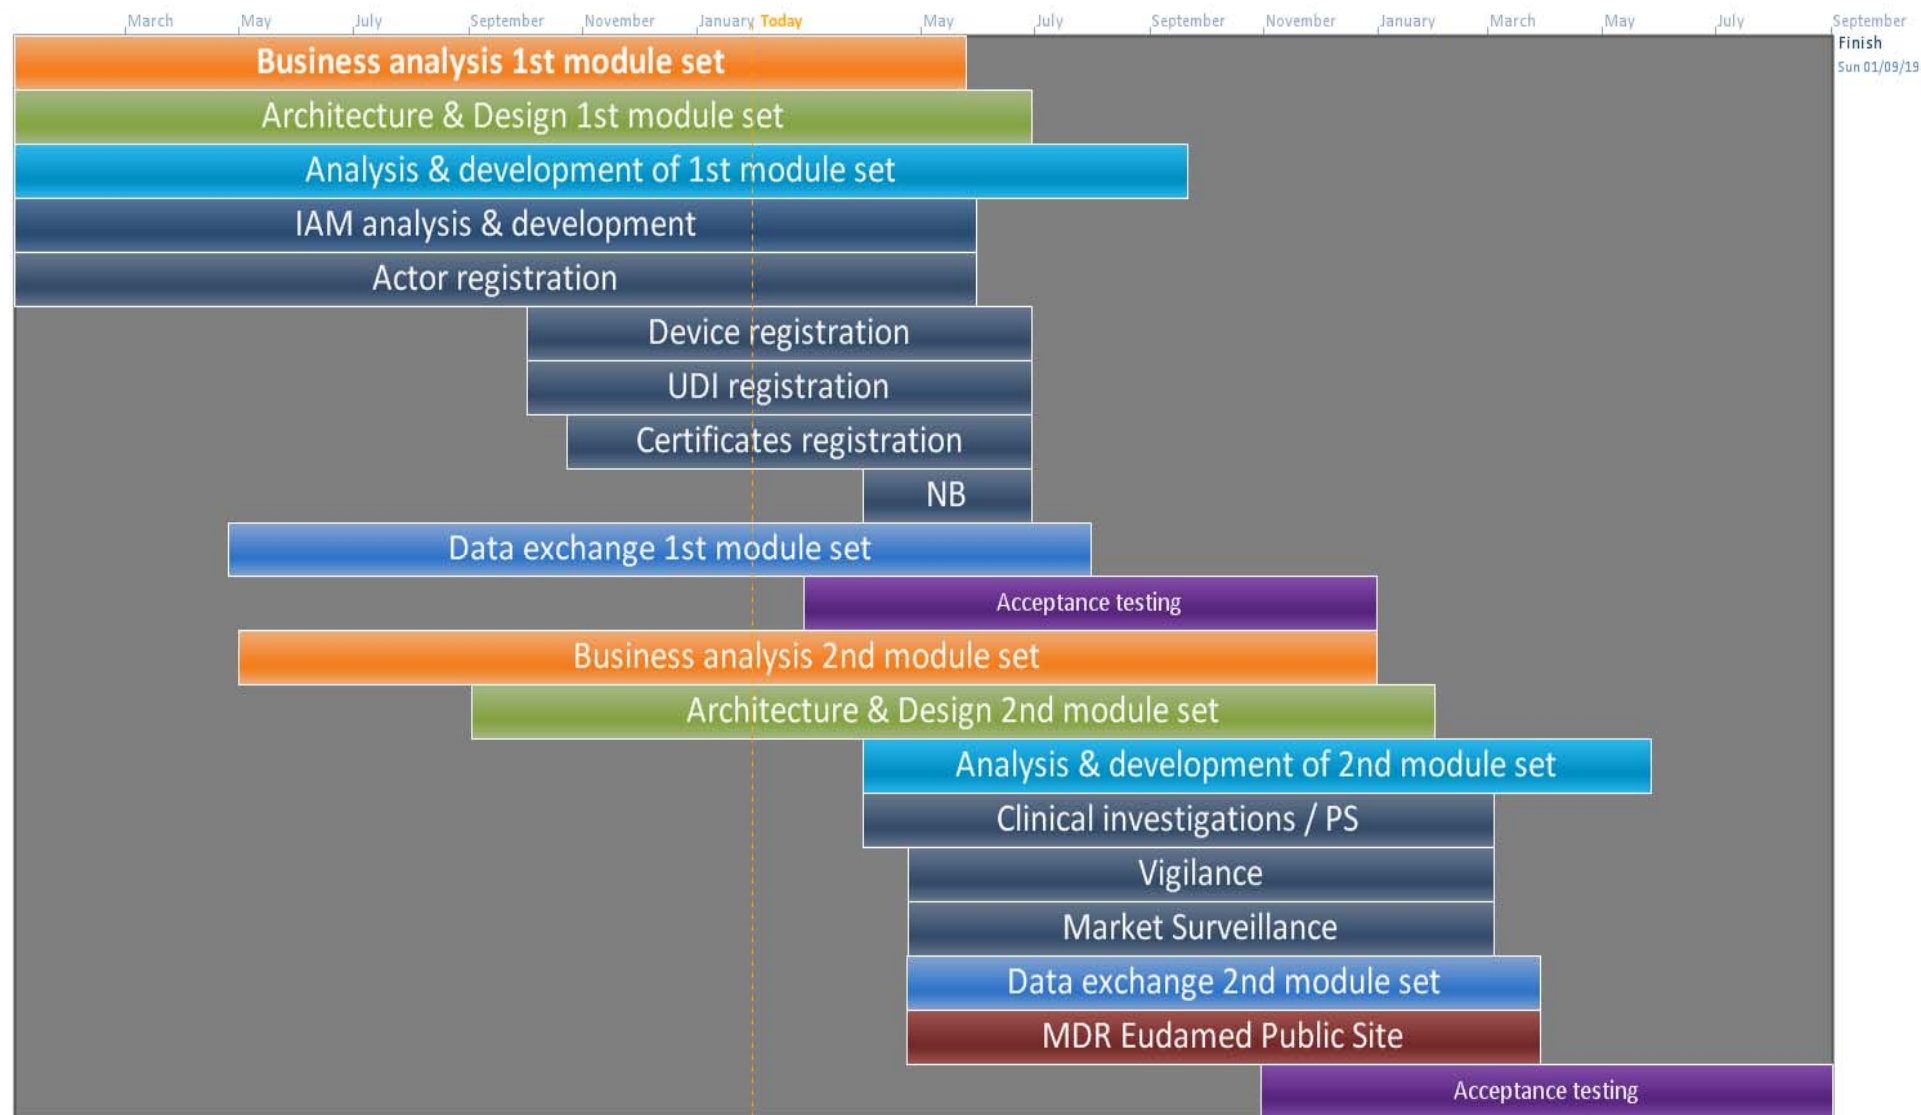 March May July September November January Today May July September November January March May July September
Finish
Sun 01/09/19
Business analysis 1st module set
Architecture & Design 1st module set
Analysis & development of 1st module set
IAM analysis & development
Actor registration
Device registration
UDI registration
Certificates registration
NB
Data exchange 1st module set
Acceptance testing
Business analysis 2nd module set
Architecture & Design 2nd module set
Analysis & development of 2nd module set
Clinical investigations / PS
Vigilance
Market Surveillance
Data exchange 2nd module set
MDR Eudamed Public Site
Acceptance testing